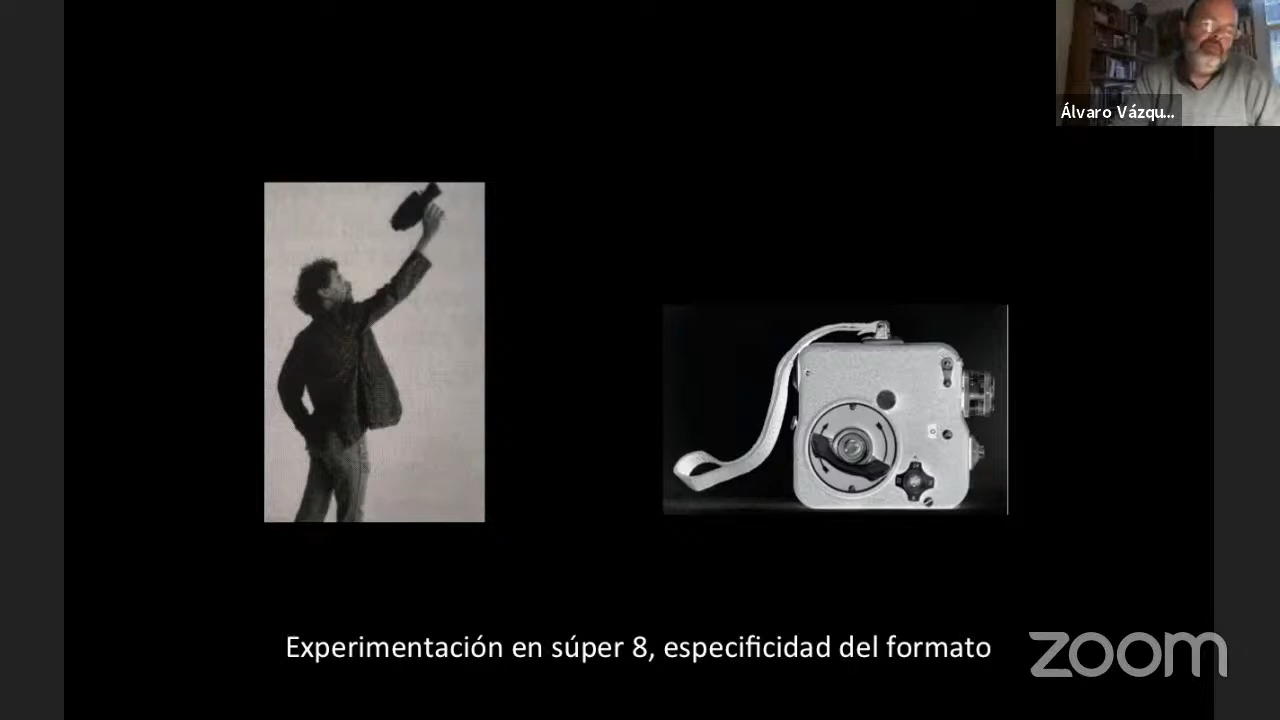 Álvaro Vázqu...
Experimentación en súper 8, especificidad del formato
zoom